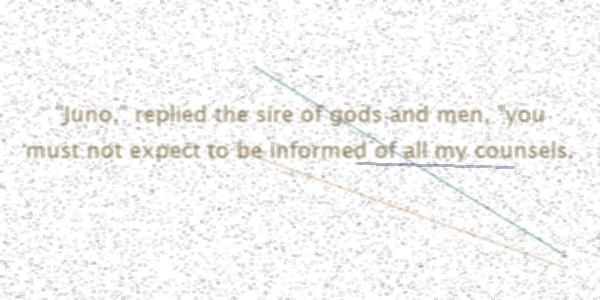 "Juno," replied the sire of gods and men, "you
must not expect to be informed of all my counsels.